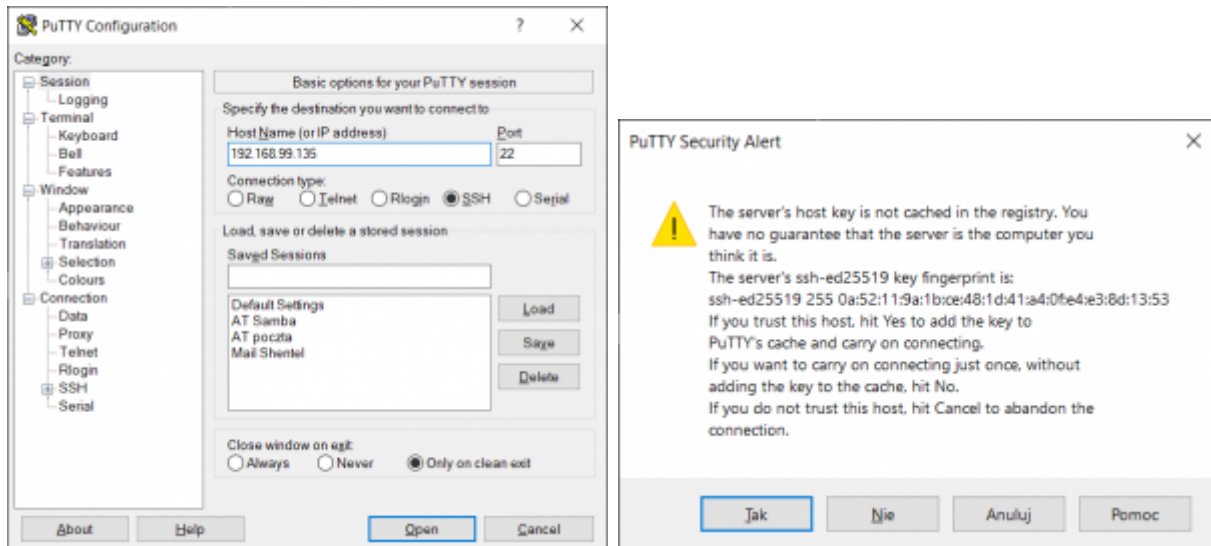 PuTTY Configuration
?
Category:
Session
Logging
Terminal
Keyboard
Bell
Features
Window
Appearance
Behaviour
Translation
Selection
Colours
Connection
Data
Proxy
Telnet
Rlogin
SSH
Serial
Basic options for your PuTTY session
Specify the destination you want to connect to
Host Name (or IP address) Port
192.168.99.135 22
Connection type:
Raw Telnet Rlogin SSH Serial
Load, save or delete a stored session
Saved Sessions
Default Settings
AT Samba
AT poczta
Mail Shentel
Load
Save
Delete
Close window on exit:
Always Never Only on clean exit
About Help Open Cancel
PuTTY Security Alert
The server's host key is not cached in the registry. You
have no guarantee that the server is the computer you
think it is.
The server's ssh-ed25519 key fingerprint is:
ssh-ed25519 255 0a:52:11:9a:1b:ce:48:1d:41:a4:0f:e4:e3:8d:13:53
If you trust this host, hit Yes to add the key to
PuTTY's cache and carry on connecting.
If you want to carry on connecting just once, without
adding the key to the cache, hit No.
If you do not trust this host, hit Cancel to abandon the
connection.
Tak Nie Anuluj Pomoc